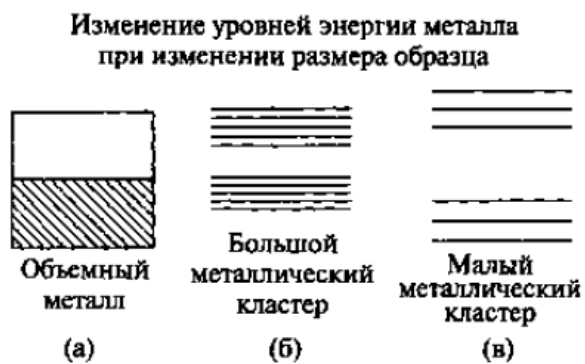 Изменение уровней энергии металла
при изменении размера образца
Объемный
металл
(а)
Большой
металлический
кластер
(б)
Малый
металлический
кластер
(в)